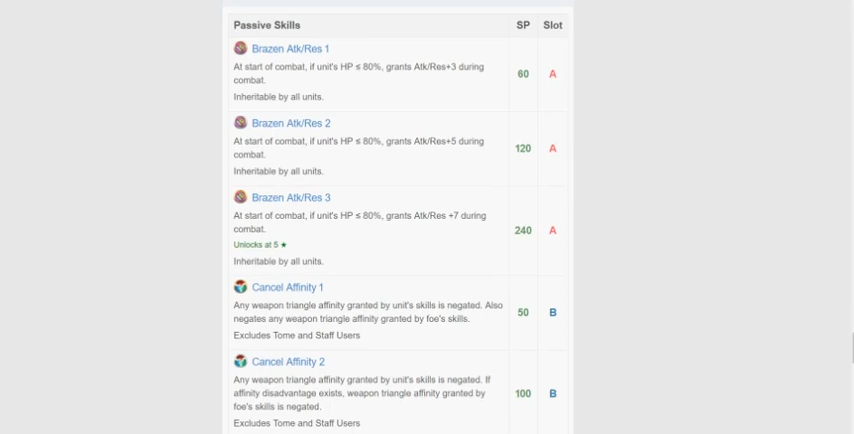 Passive Skills SP Slot
Brazen Atk/Res 1
At start of combat, if unit's HP ≤ 80%, grants Atk/Res+3 during
combat.
60 A
Inheritable by all units.
Brazen Atk/Res 2
At start of combat, if unit's HP ≤ 80%, grants Atk/Res+5 during
combat.
120 A
Inheritable by all units.
Brazen Atk/Res 3
At start of combat, if unit's HP ≤ 80%, grants Atk/Res +7 during
combat.
240 A
Unlocks at 5 ★
Inheritable by all units.
Cancel Affinity 1
Any weapon triangle affinity granted by unit's skills is negated. Also
negates any weapon triangle affinity granted by foe's skills.
50 B
Excludes Tome and Staff Users
Cancel Affinity 2
Any weapon triangle affinity granted by unit's skills is negated. If
affinity disadvantage exists, weapon triangle affinity granted by
foe's skills is negated.
100 B
Excludes Tome and Staff Users